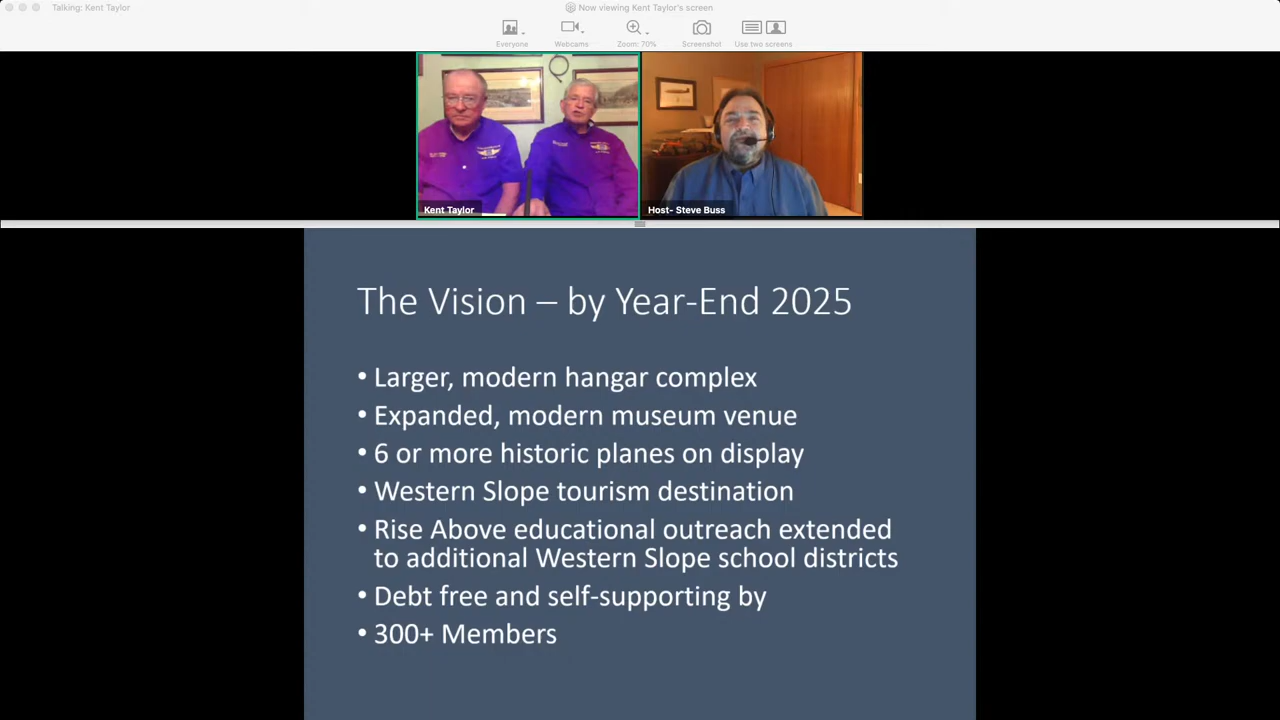 Talking: Kent Taylor
Now viewing Kent Taylor's screen
Everyone
Webcams
Zoom: 70%
Screenshot
Use two screens
Kent Taylor
Host- Steve Buss
The Vision – by Year-End 2025
• Larger, modern hangar complex
• Expanded, modern museum venue
• 6 or more historic planes on display
• Western Slope tourism destination
• Rise Above educational outreach extended
to additional Western Slope school districts
• Debt free and self-supporting by
• 300+ Members